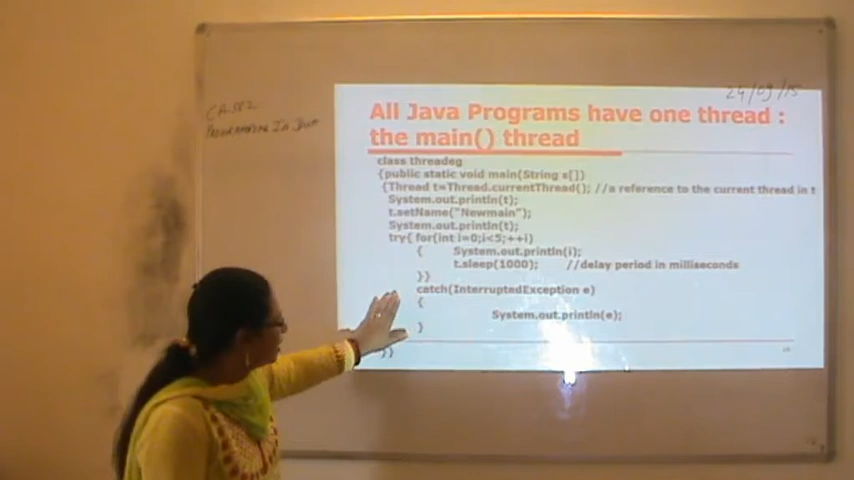 24/09/15
PROGRAMMING IN JAVA
All Java Programs have one thread :
the main() thread
class threadeg
{public static void main(String s[])
{Thread t=Thread.currentThread(); //a reference to the current thread in t
System.out.println(t);
t.setName("Newmain");
System.out.println(t);
try{ for(int i=0;i<5;++i)
{ System.out.println(i);
t.sleep(1000); //delay period in milliseconds
}}
catch(InterruptedException e)
{
System.out.println(e);
}
}}